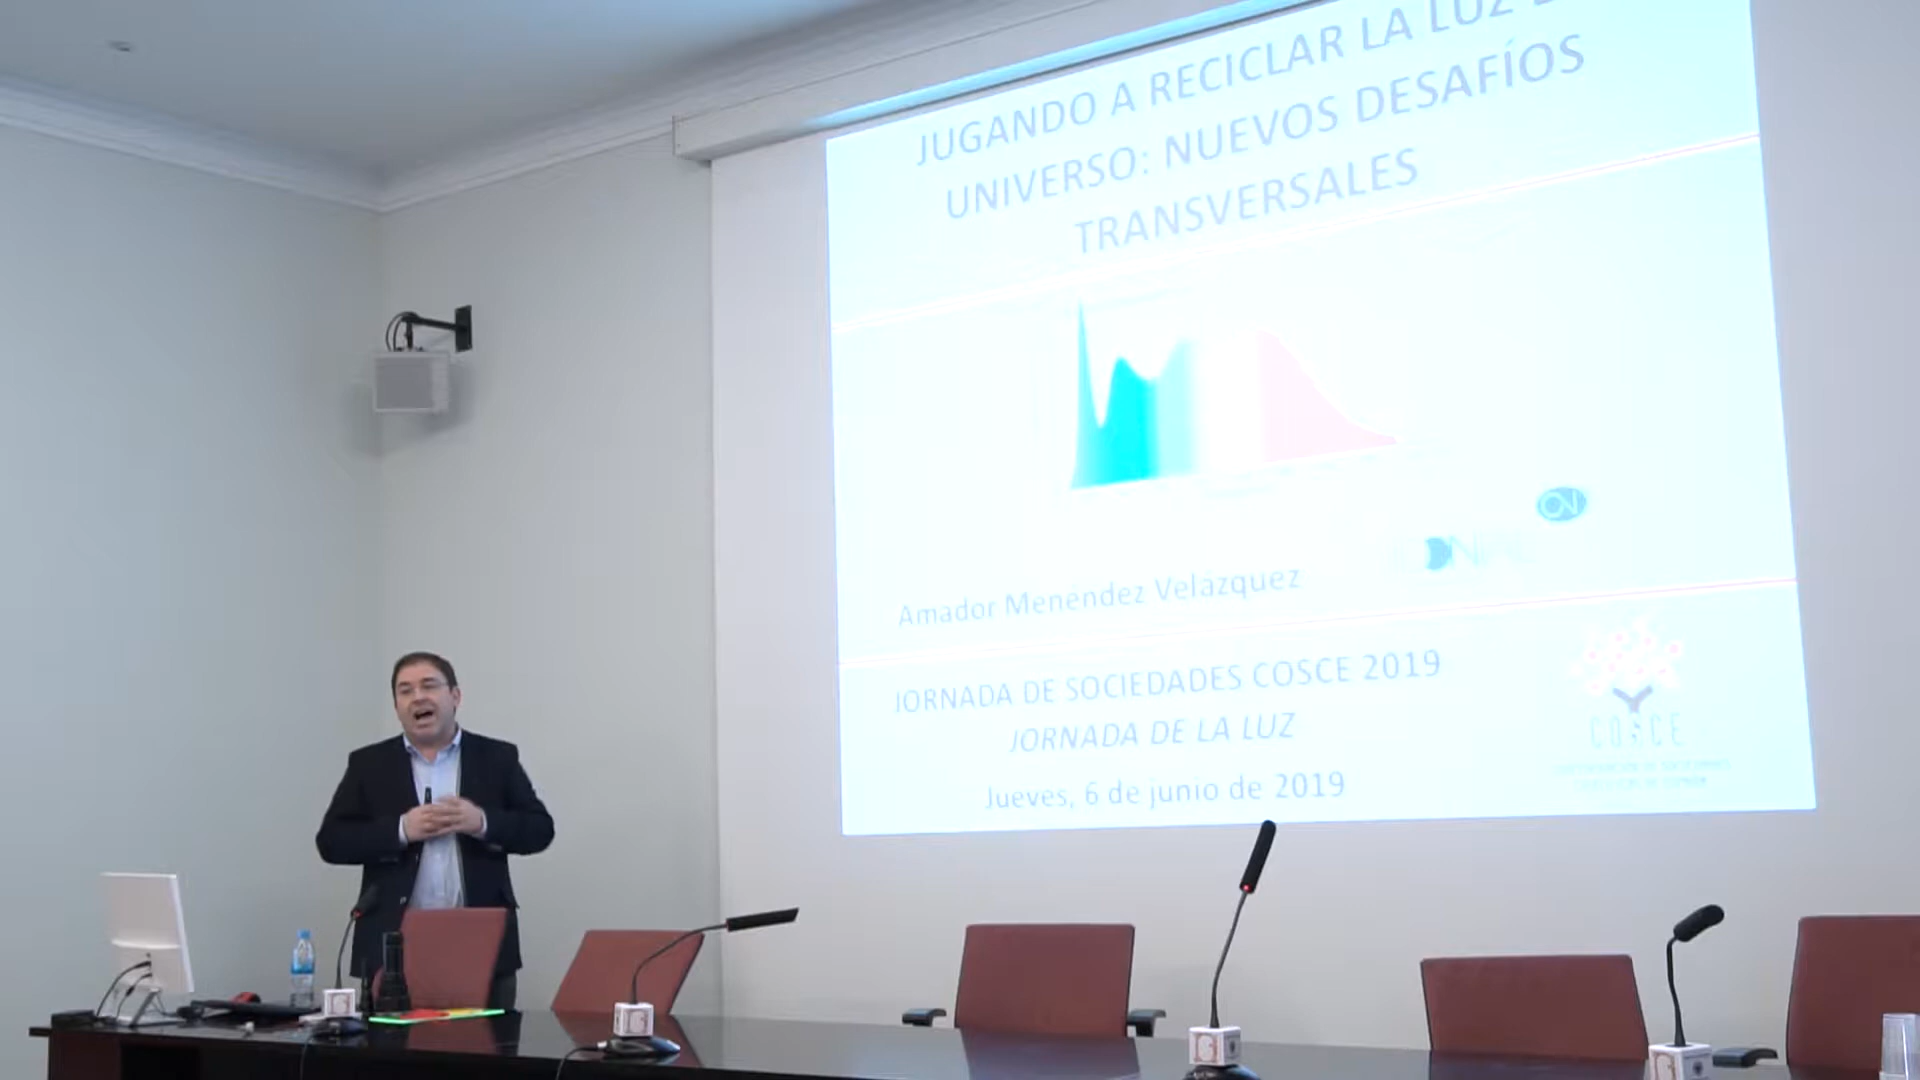 JUGANDO A RECICLAR LA LUZ
UNIVERSO: NUEVOS DESAFÍOS
TRANSVERSALES
Amador Menéndez Velázquez
JORNADA DE SOCIEDADES COSCE 2019
JORNADA DE LA LUZ
Jueves, 6 de junio de 2019
COSCE